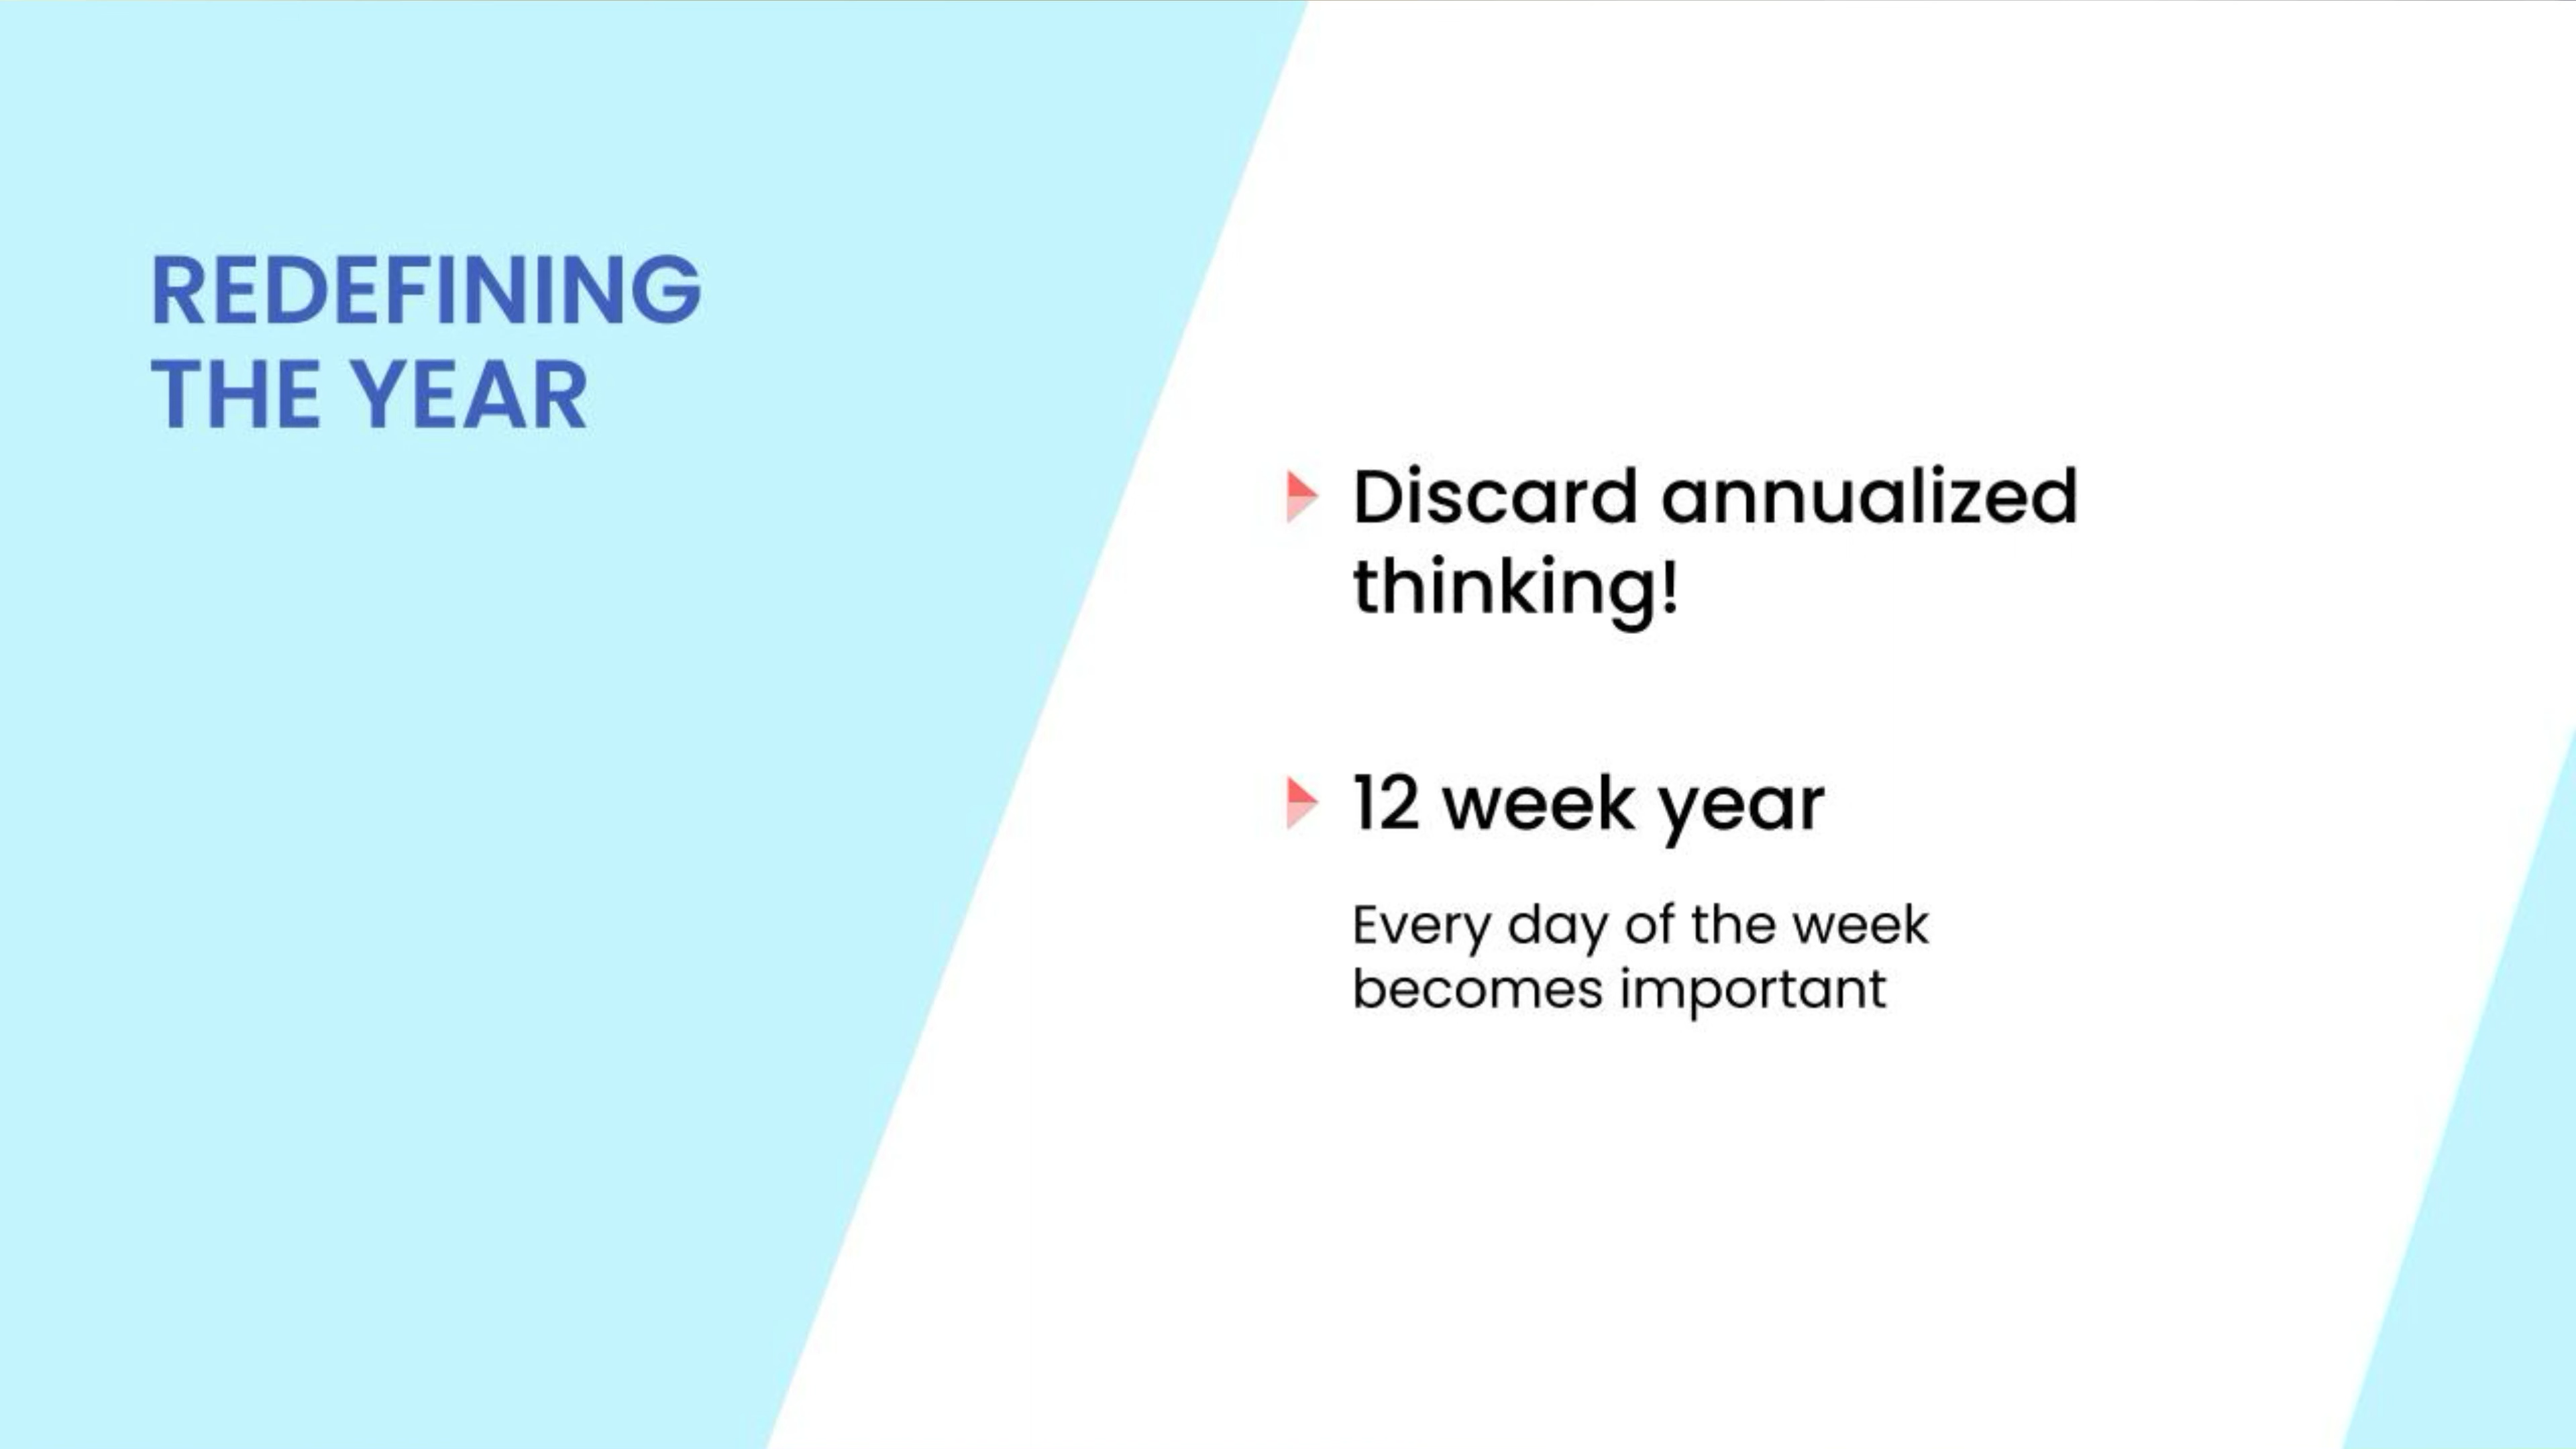 REDEFINING
THE YEAR
Discard annualized
thinking!
12 week year
Every day of the week
becomes important